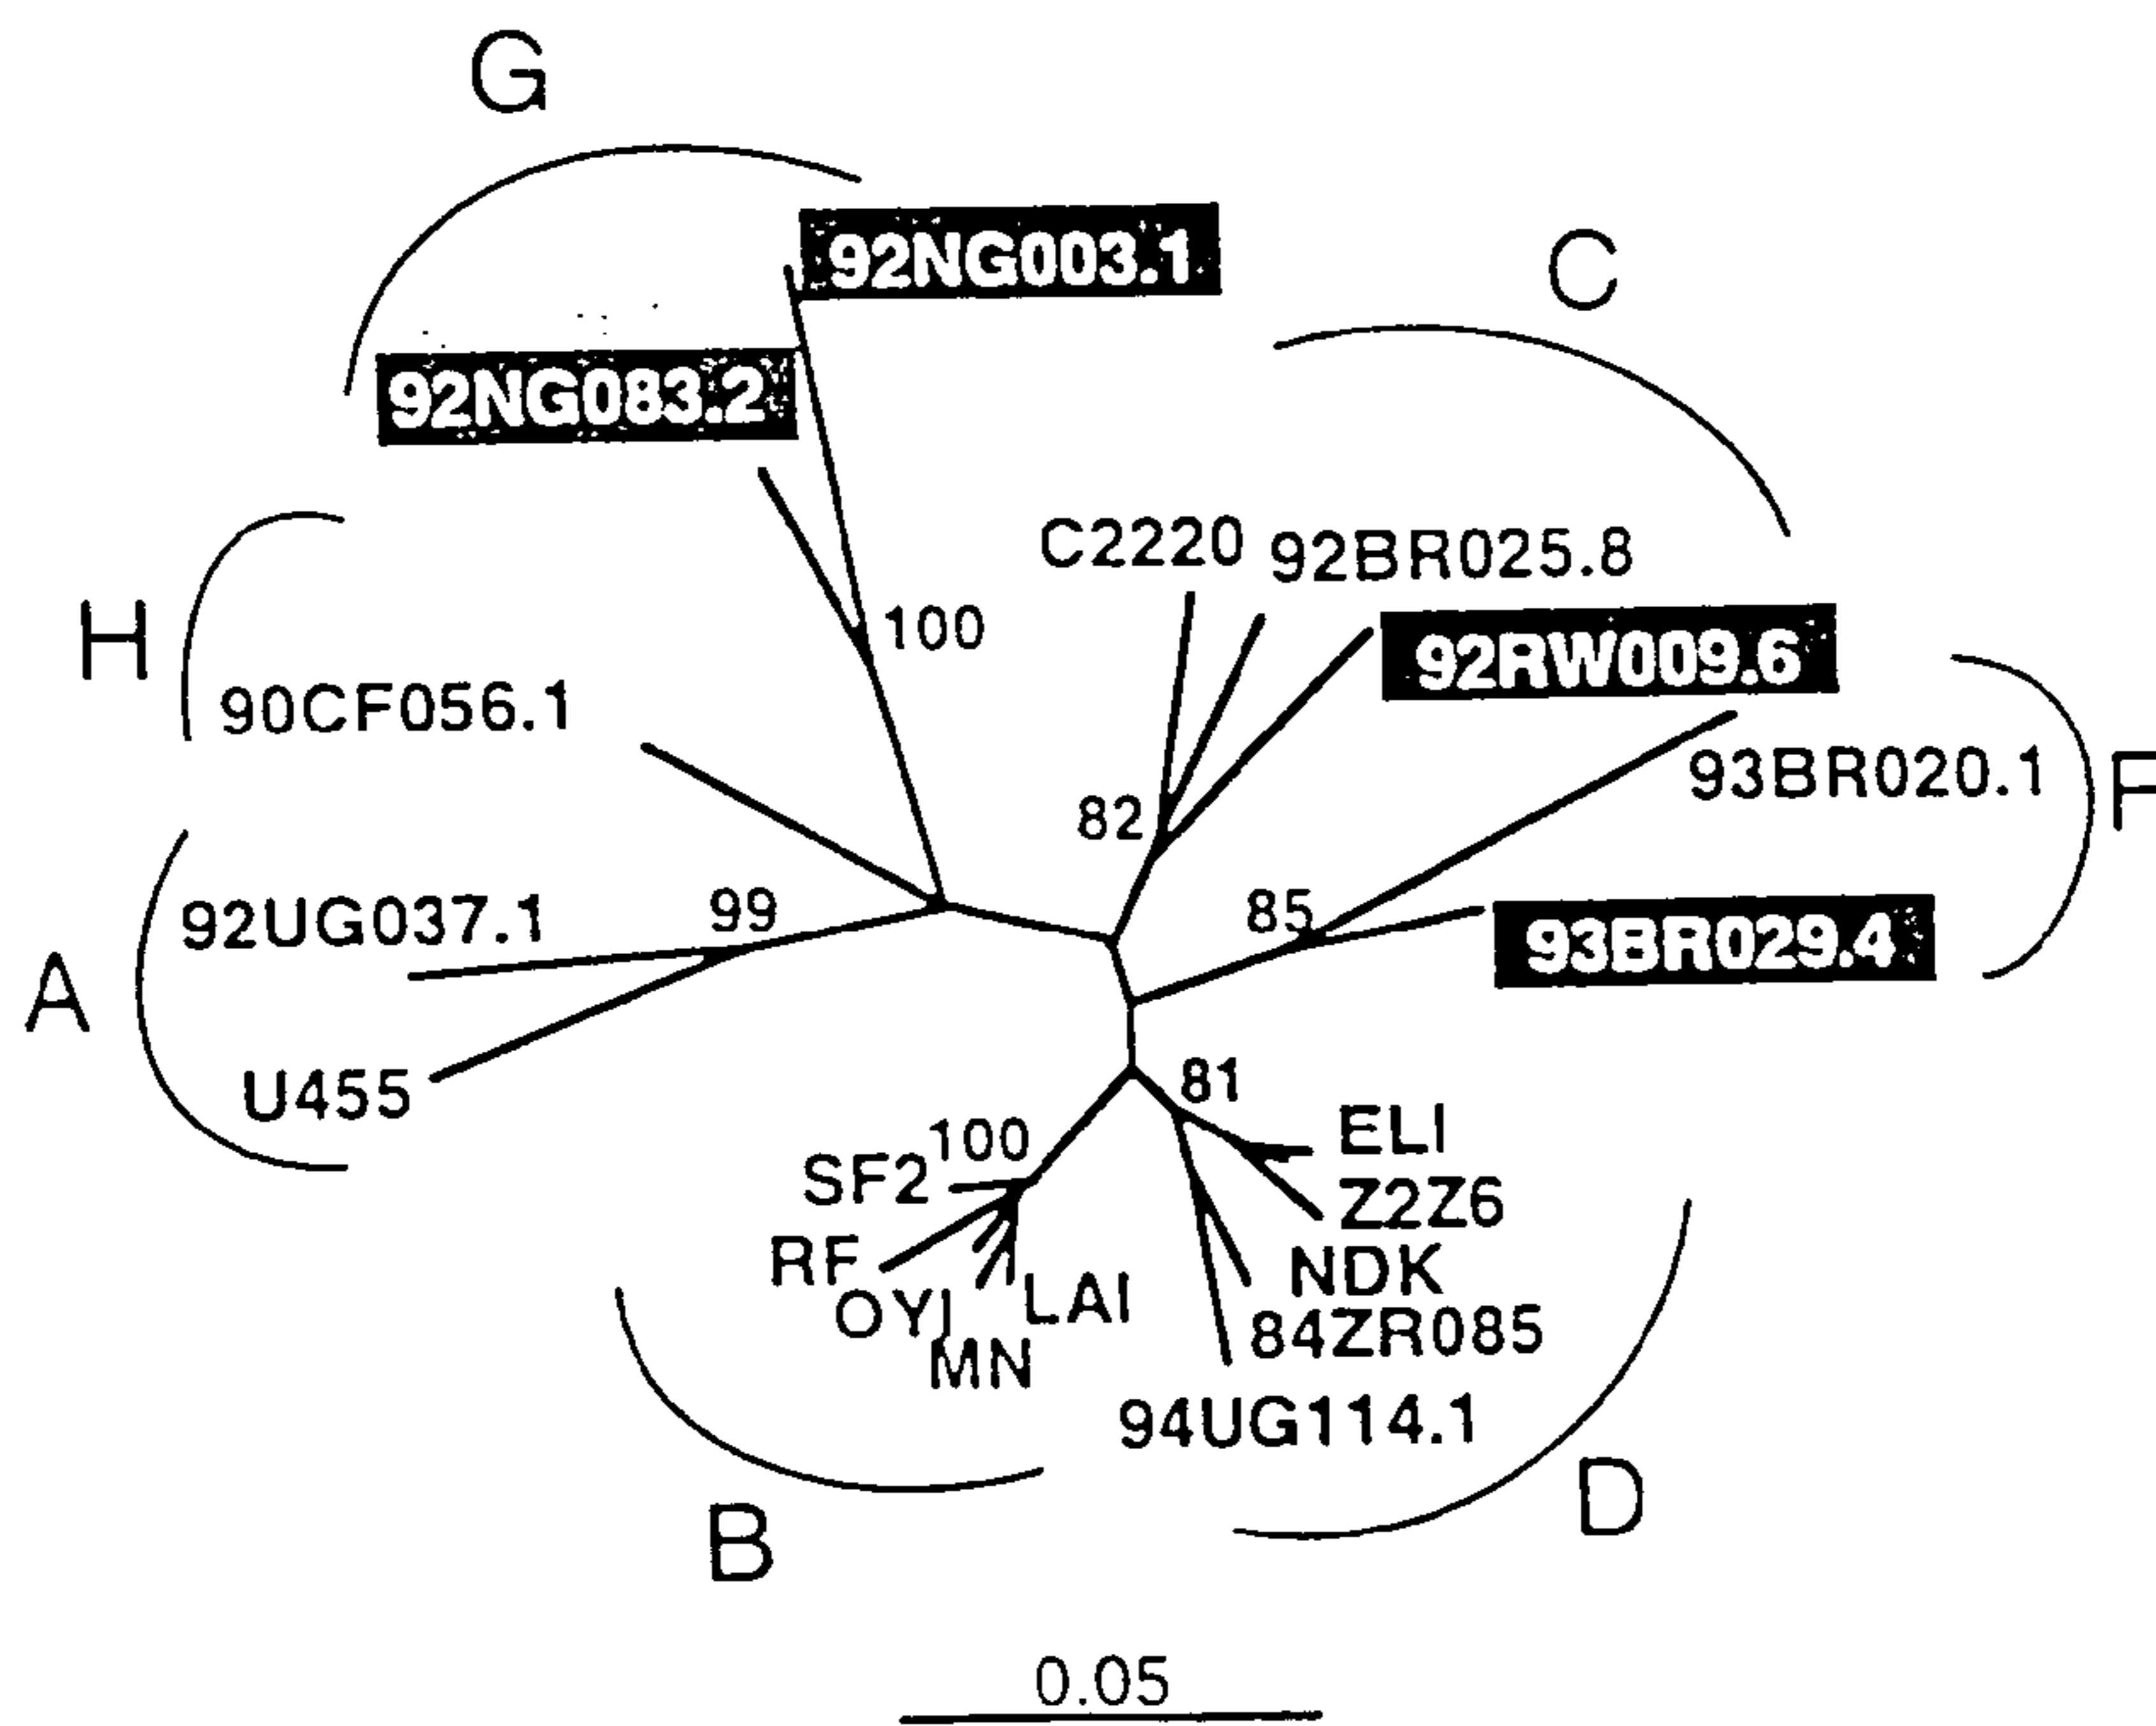 G
92NG003.1
C
92NG083.2
C2220
92BR025.8
H
100
92RW009.6
90CF056.1
93BR020.1
F
82
92UG037.1
99
85
93BR029.4
A
U455
81
100
ELI
SF2
Z2Z6
RF
NDK
OYI
LAI
84ZR085
MN
94UG114.1
B
D
0.05